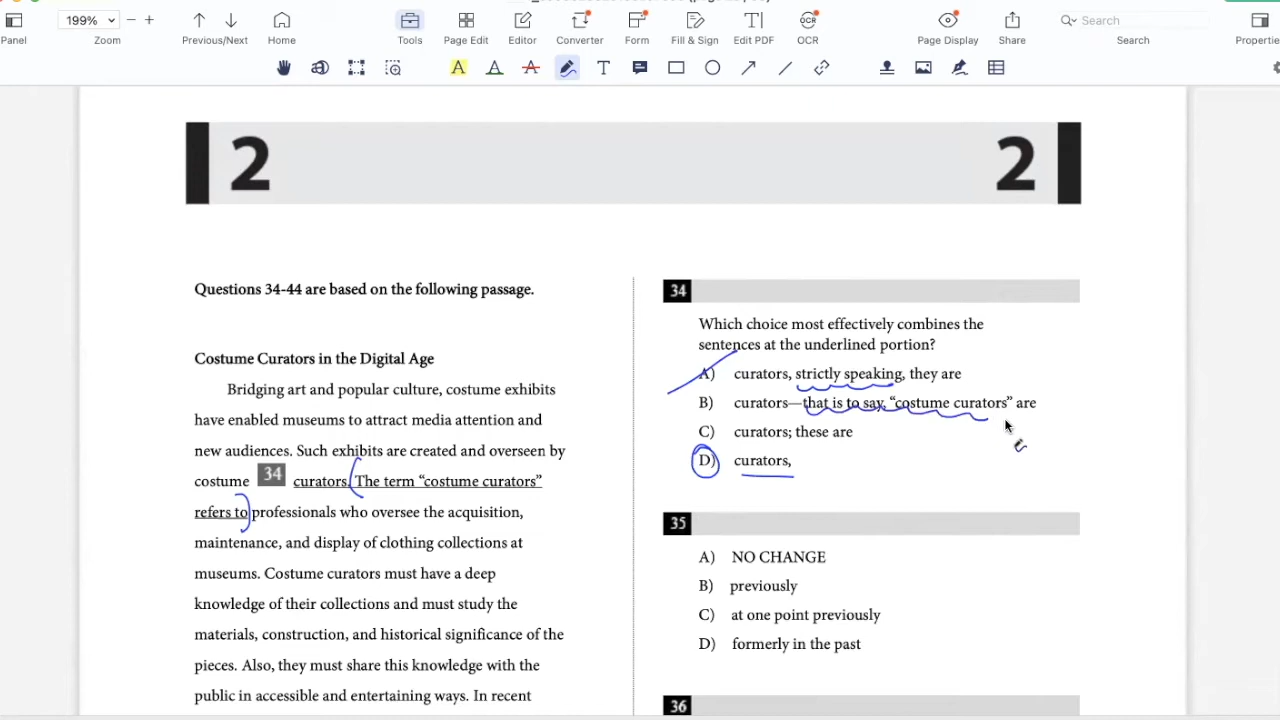 199%
Search
Panel
Zoom
Previous/Next
Home
Tools
Page Edit
Editor
Converter
Form
Fill & Sign
Edit PDF
OCR
Page Display
Share
Search
Propertie
2
2
Questions 34-44 are based on the following passage.
Costume Curators in the Digital Age
Bridging art and popular culture, costume exhibits
have enabled museums to attract media attention and
new audiences. Such exhibits are created and overseen by
costume 34 curators. The term “costume curators”
refers to professionals who oversee the acquisition,
maintenance, and display of clothing collections at
museums. Costume curators must have a deep
knowledge of their collections and must study the
materials, construction, and historical significance of the
pieces. Also, they must share this knowledge with the
public in accessible and entertaining ways. In recent
34
Which choice most effectively combines the
sentences at the underlined portion?
A) curators, strictly speaking, they are
B) curators—that is to say, “costume curators” are
C) curators; these are
D) curators,
35
A) NO CHANGE
B) previously
C) at one point previously
D) formerly in the past
36